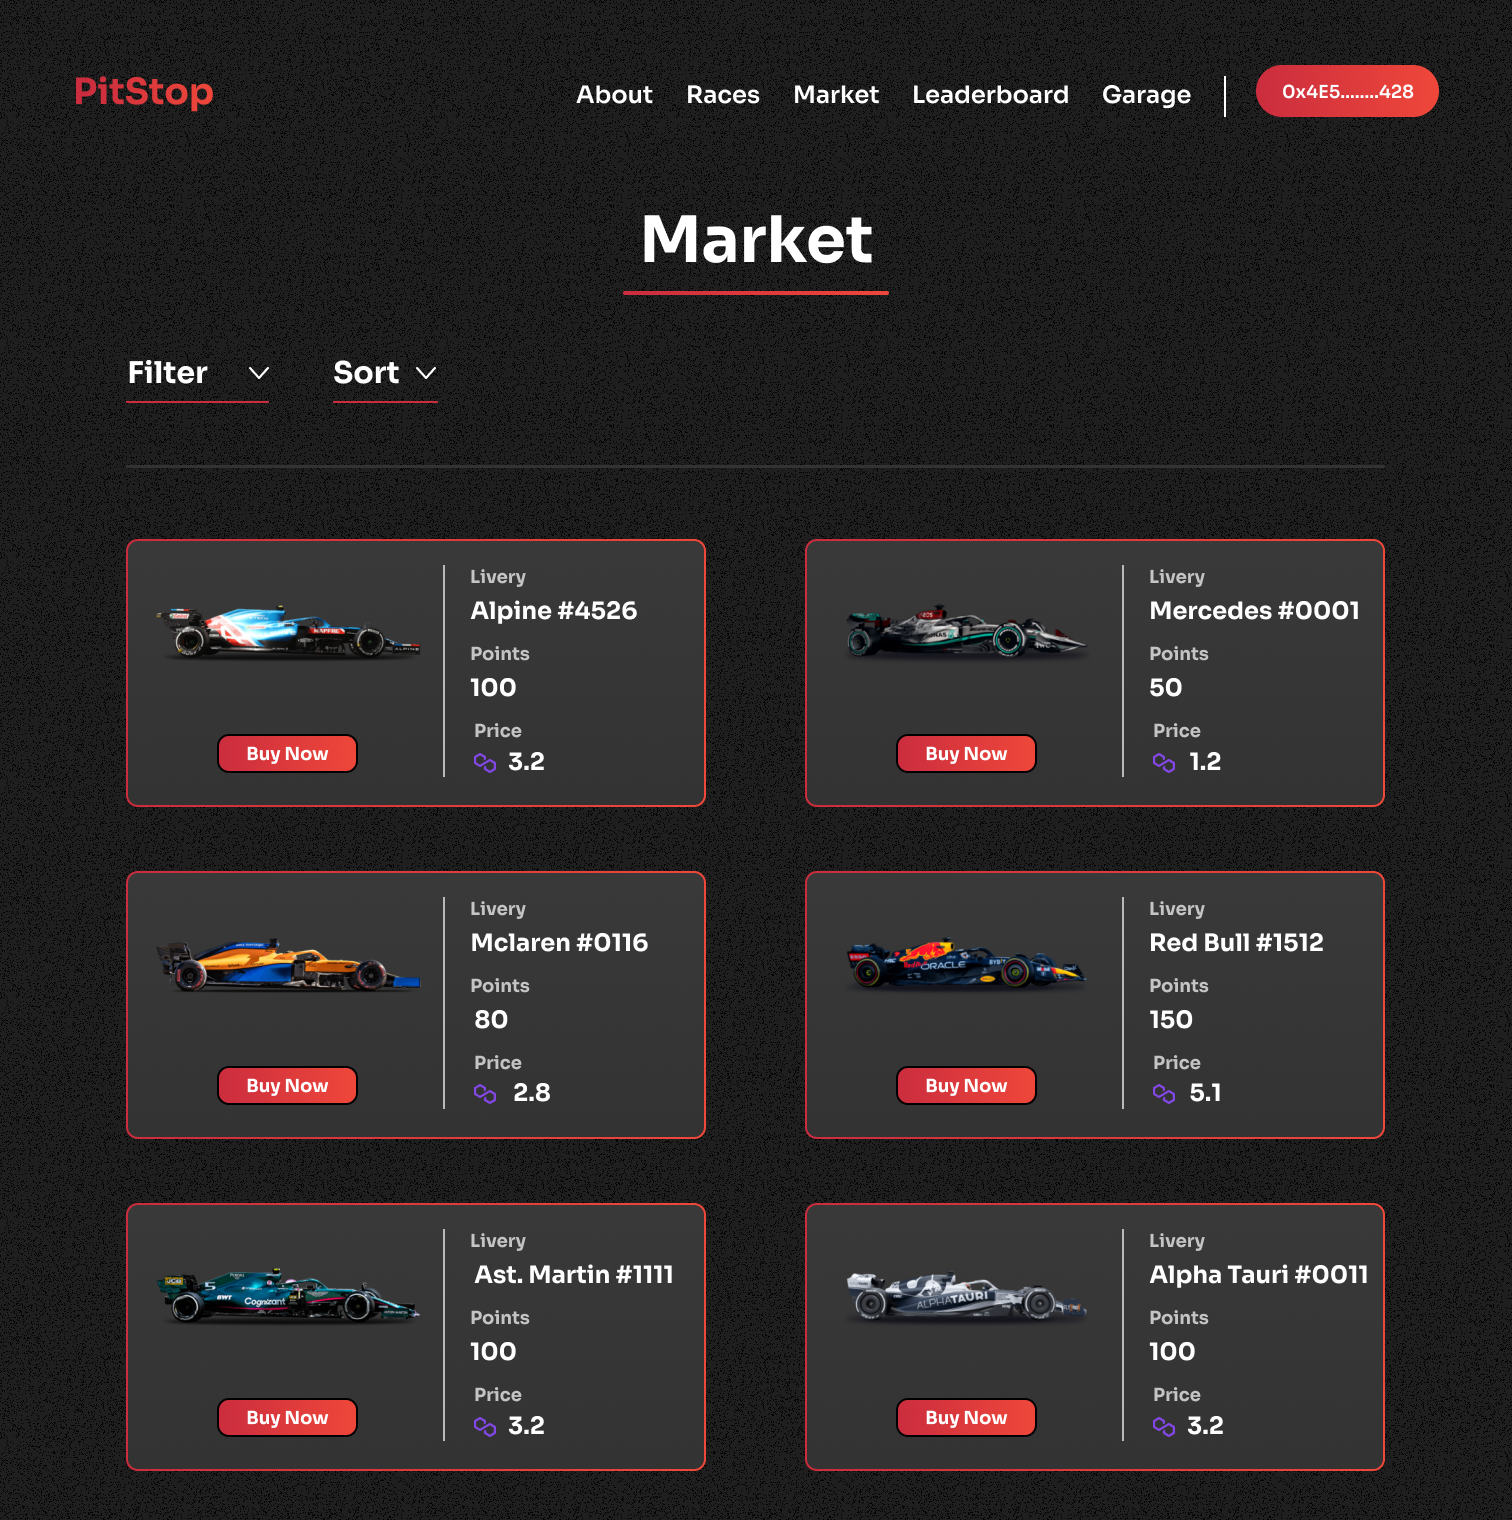 PitStop
About Races Market Leaderboard Garage 0x4E5........428
Market
Filter Sort
Livery
Alpine #4526
Points
100
Price
3.2
Buy Now
Livery
Mercedes #0001
Points
50
Price
1.2
Buy Now
Livery
Mclaren #0116
Points
80
Price
2.8
Buy Now
ORACLE
Livery
Red Bull #1512
Points
150
Price
5.1
Buy Now
Cognizant
Livery
Ast. Martin #1111
Points
100
Price
3.2
Buy Now
ALPHATAURI
Livery
Alpha Tauri #0011
Points
100
Price
3.2
Buy Now